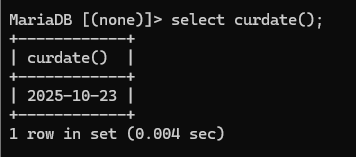 MariaDB [(none)]> select curdate();
+------------+
| curdate()  |
+------------+
| 2025-10-23 |
+------------+
1 row in set (0.004 sec)